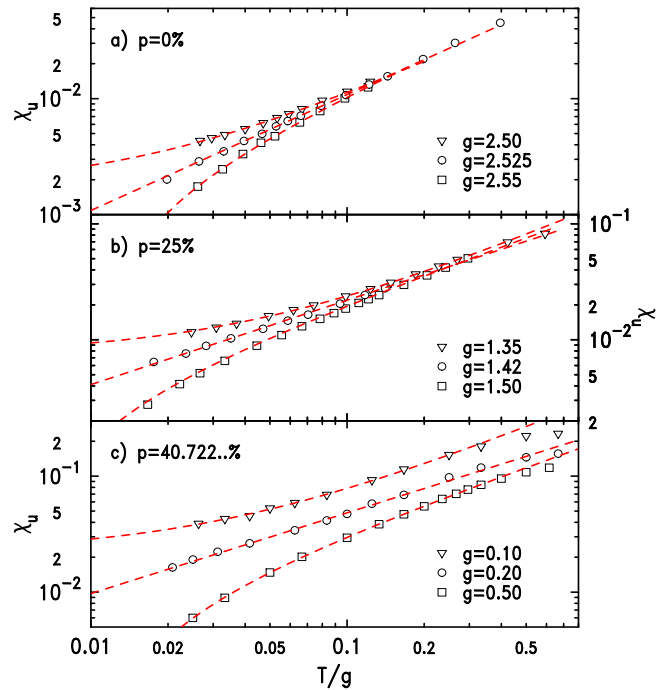 5
a) p=0%
χu
10-2
5
g=2.50
g=2.525
2
g=2.55
10-3
10-1
b) p=25%
5
2
χu
10-2
g=1.35
5
g=1.42
g=1.50
2
2
c) p=40.722..%
10-1
χu
5
2
g=0.10
g=0.20
10-2
g=0.50
0.01 0.02 0.05 0.1 0.2 0.5
T/g